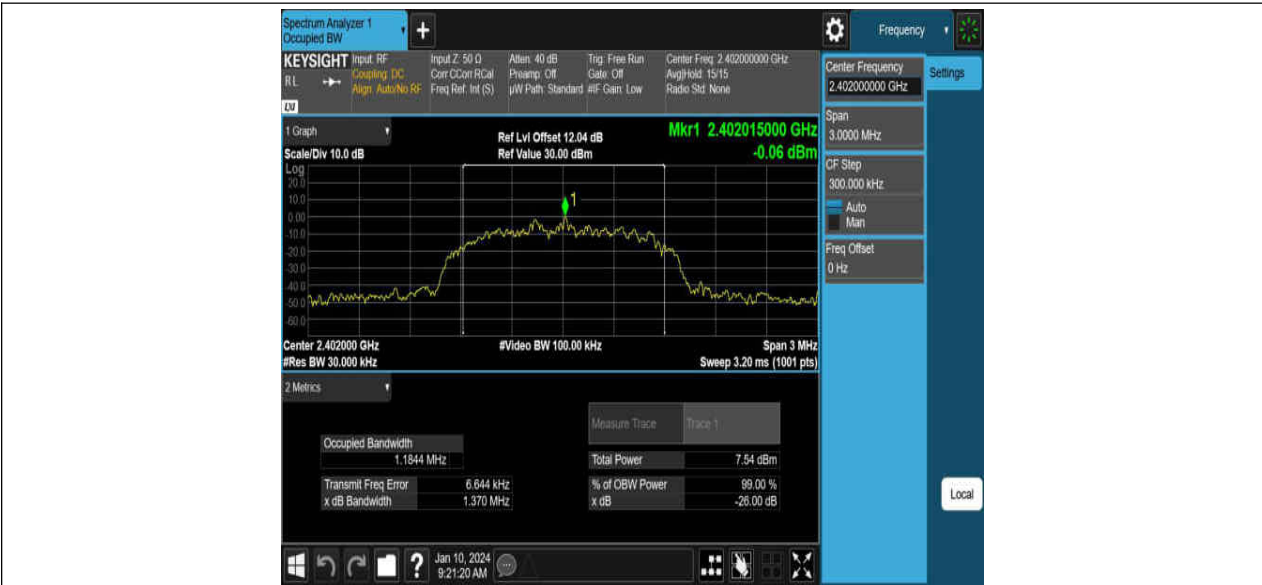 Spectrum Analyzer 1
Occupied BW
+
Frequency
KEYSIGHT
RL
LXI
Input: RF
Coupling: DC
Align: Auto/No RF
Input Z: 50 Ω
Corr CCorr RCal
Freq Ref: Int (S)
Atten: 40 dB
Preamp: Off
µW Path: Standard
Trig: Free Run
Gate: Off
#IF Gain: Low
Center Freq: 2.402000000 GHz
Avg|Hold: 15/15
Radio Std: None
Center Frequency
2.402000000 GHz
Settings
Span
3.0000 MHz
CF Step
300.000 kHz
Auto
Man
Freq Offset
0 Hz
Local
1 Graph
Scale/Div 10.0 dB
Ref Lvl Offset 12.04 dB
Ref Value 30.00 dBm
Mkr1 2.402015000 GHz
-0.06 dBm
Log
20.0
10.0
0.00
-10.0
-20.0
-30.0
-40.0
-50.0
-60.0
1
Center 2.402000 GHz
#Video BW 100.00 kHz
Span 3 MHz
#Res BW 30.000 kHz
Sweep 3.20 ms (1001 pts)
2 Metrics
Measure Trace
Trace 1
Occupied Bandwidth
1.1844 MHz
Total Power 7.54 dBm
Transmit Freq Error 6.644 kHz
% of OBW Power 99.00 %
x dB Bandwidth 1.370 MHz
x dB -26.00 dB
?
Jan 10, 2024
9:21:20 AM